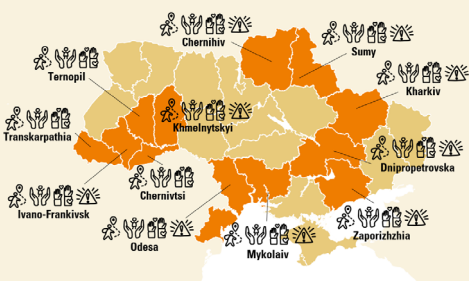 Chernihiv
Sumy
Ternopil
Kharkiv
Khmelnytskyi
Transkarpathia
Dnipropetrovska
Chernivtsi
Ivano-Frankivsk
Odesa
Mykolaiv
Zaporizhzhia